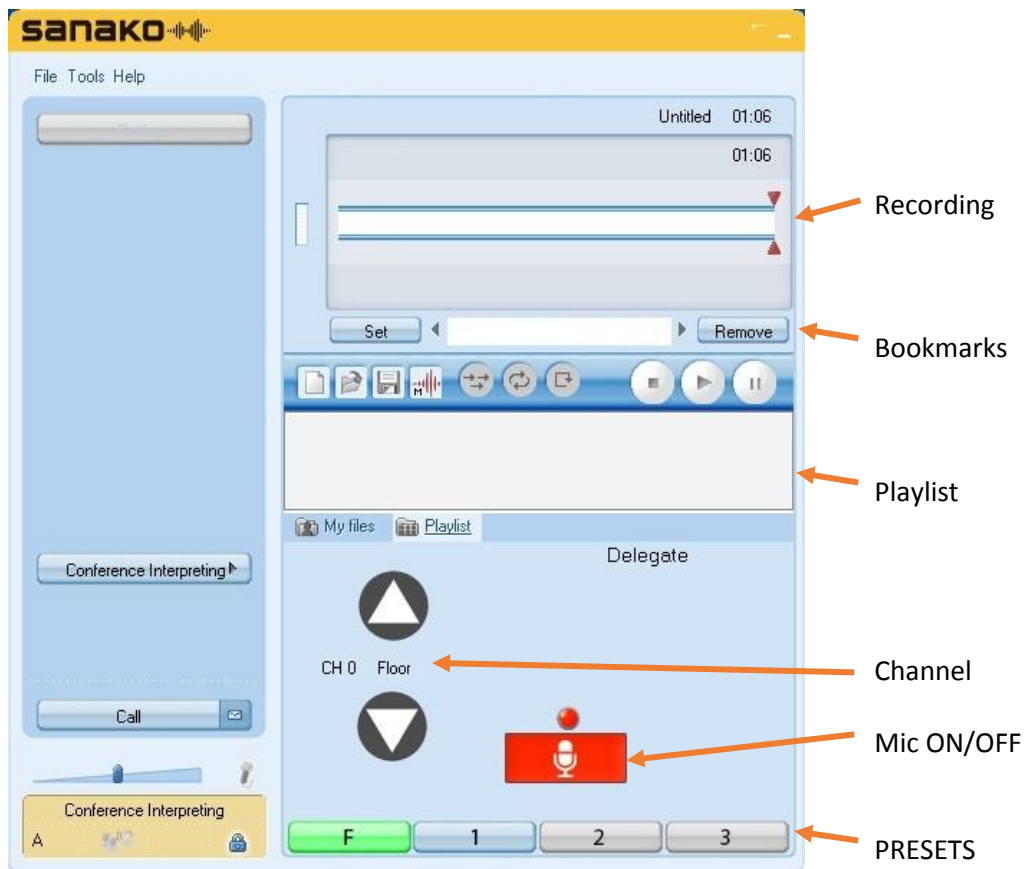 sanako
File Tools Help
Untitled 01:06
01:06
Recording
Set
Remove
Bookmarks
M
Playlist
My files Playlist
Delegate
Conference Interpreting
CH 0 Floor
Channel
Call
Mic ON/OFF
Conference Interpreting
A
F 1 2 3
PRESETS